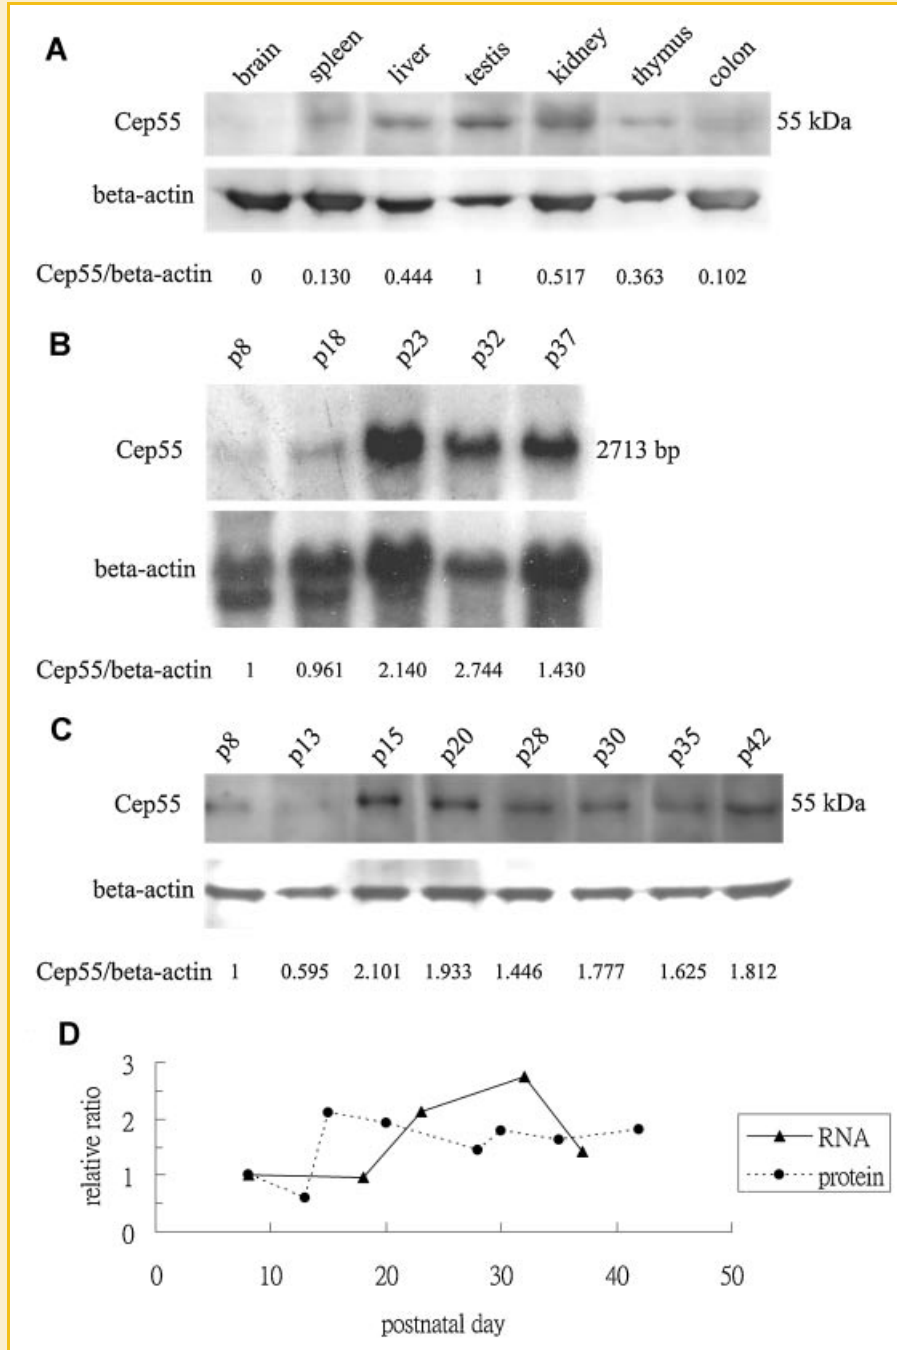 A
brain spleen liver testis kidney thymus colon
Cep55 55 kDa
beta-actin
Cep55/beta-actin 0 0.130 0.444 1 0.517 0.363 0.102
B
p8 p18 p23 p32 p37
Cep55 2713 bp
beta-actin
Cep55/beta-actin 1 0.961 2.140 2.744 1.430
C
p8 p13 p15 p20 p28 p30 p35 p42
Cep55 55 kDa
beta-actin
Cep55/beta-actin 1 0.595 2.101 1.933 1.446 1.777 1.625 1.812
D
relative ratio
3
2
1
0
0 10 20 30 40 50
postnatal day
RNA
protein